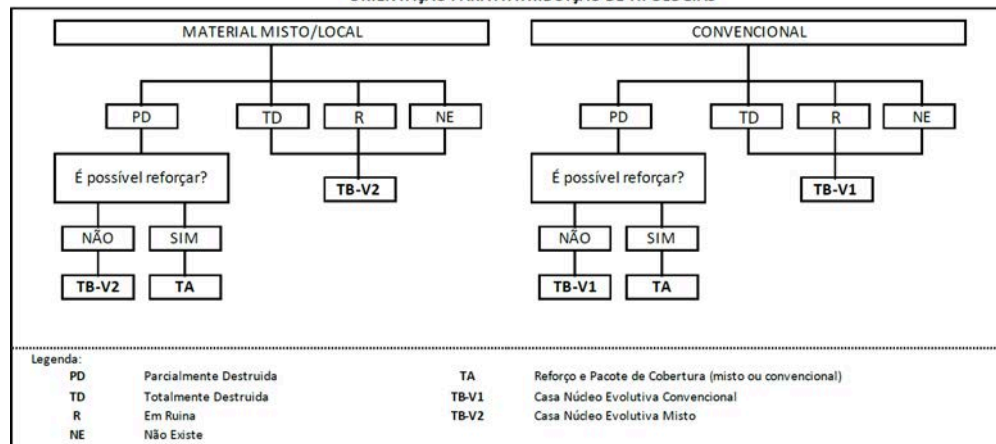 MATERIAL MISTO/LOCAL
PD
TD
R
NE
É possível reforçar?
TB-V2
NÃO
SIM
TB-V2
TA
CONVENCIONAL
PD
TD
R
NE
É possível reforçar?
TB-V1
NÃO
SIM
TB-V1
TA
Legenda:
PD Parcialmente Destruida
TD Totalmente Destruida
R Em Ruina
NE Não Existe
TA Reforço e Pacote de Cobertura (misto ou convencional)
TB-V1 Casa Núcleo Evolutiva Convencional
TB-V2 Casa Núcleo Evolutiva Misto